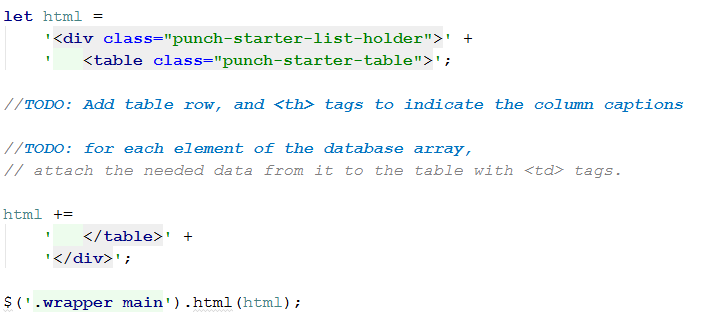 let html =
    '<div class="punch-starter-list-holder">' +
    '   <table class="punch-starter-table">';
//TODO: Add table row, and <th> tags to indicate the column captions
//TODO: for each element of the database array,
// attach the needed data from it to the table with <td> tags.
html +=
    '   </table>' +
    '</div>';
$('.wrapper main').html(html);